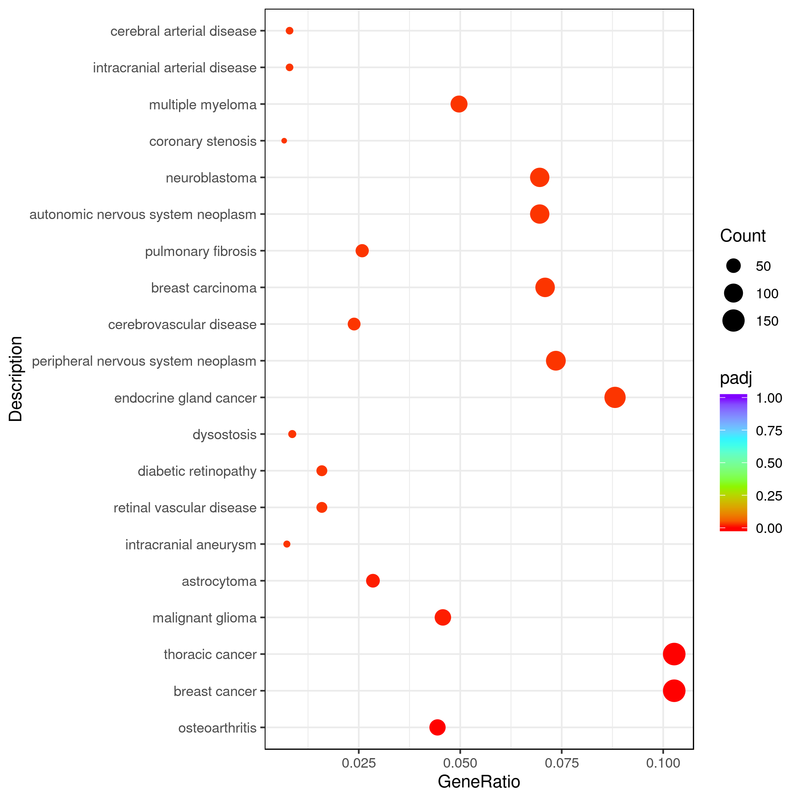 cerebral arterial disease
intracranial arterial disease
multiple myeloma
coronary stenosis
neuroblastoma
autonomic nervous system neoplasm
pulmonary fibrosis
breast carcinoma
cerebrovascular disease
peripheral nervous system neoplasm
endocrine gland cancer
dysostosis
diabetic retinopathy
retinal vascular disease
intracranial aneurysm
astrocytoma
malignant glioma
thoracic cancer
breast cancer
osteoarthritis
Description
0.025 0.050 0.075 0.100
GeneRatio
Count
50
100
150
padj
1.00
0.75
0.50
0.25
0.00